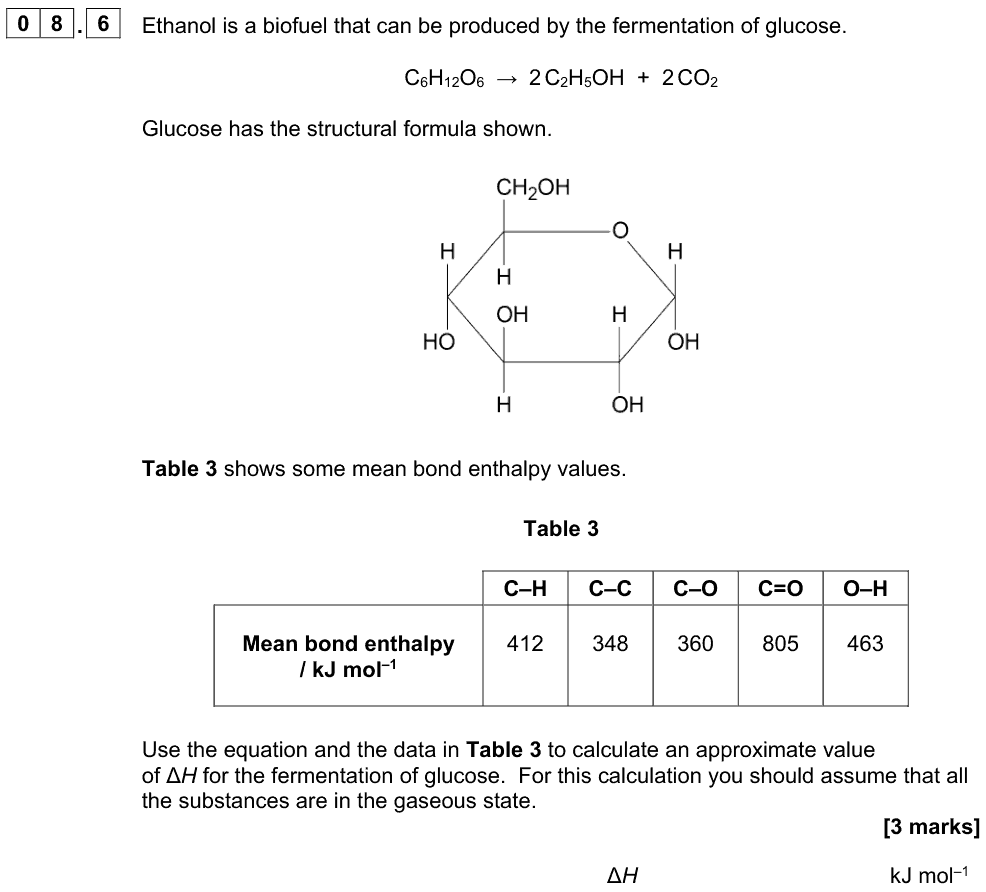 0 8 . 6 Ethanol is a biofuel that can be produced by the fermentation of glucose.
C₆H₁₂O₆ → 2 C₂H₅OH + 2 CO₂
Glucose has the structural formula shown.
CH₂OH
O
H H
H
OH H
HO OH
H OH
Table 3 shows some mean bond enthalpy values.
Table 3
C–H C–C C–O C=O O–H
Mean bond enthalpy 412 348 360 805 463
/ kJ mol⁻¹
Use the equation and the data in Table 3 to calculate an approximate value
of ΔH for the fermentation of glucose. For this calculation you should assume that all
the substances are in the gaseous state.
[3 marks]
ΔH kJ mol⁻¹